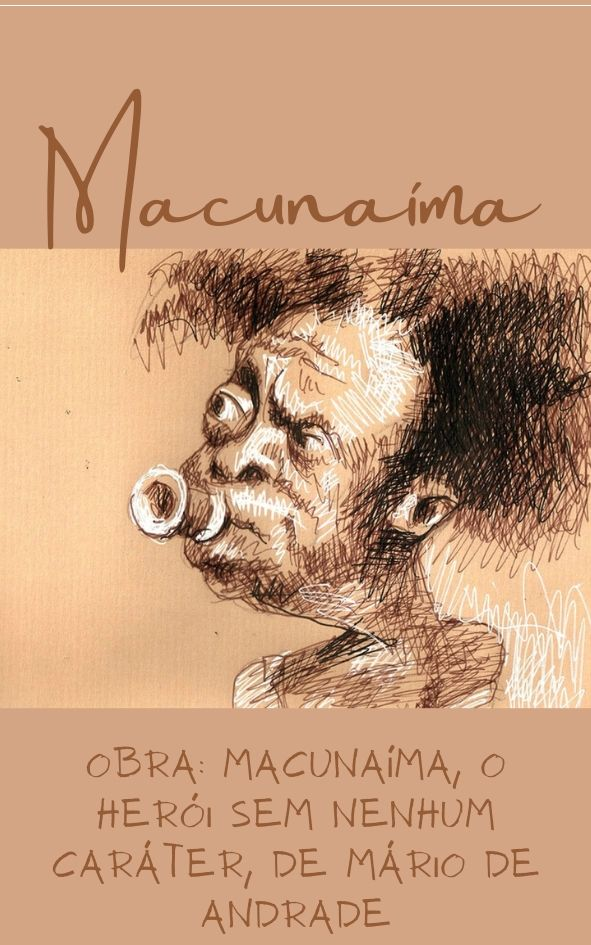 Macunaíma
OBRA: MACUNAÍMA, O
HERÓI SEM NENHUM
CARÁTER, DE MÁRIO DE
ANDRADE